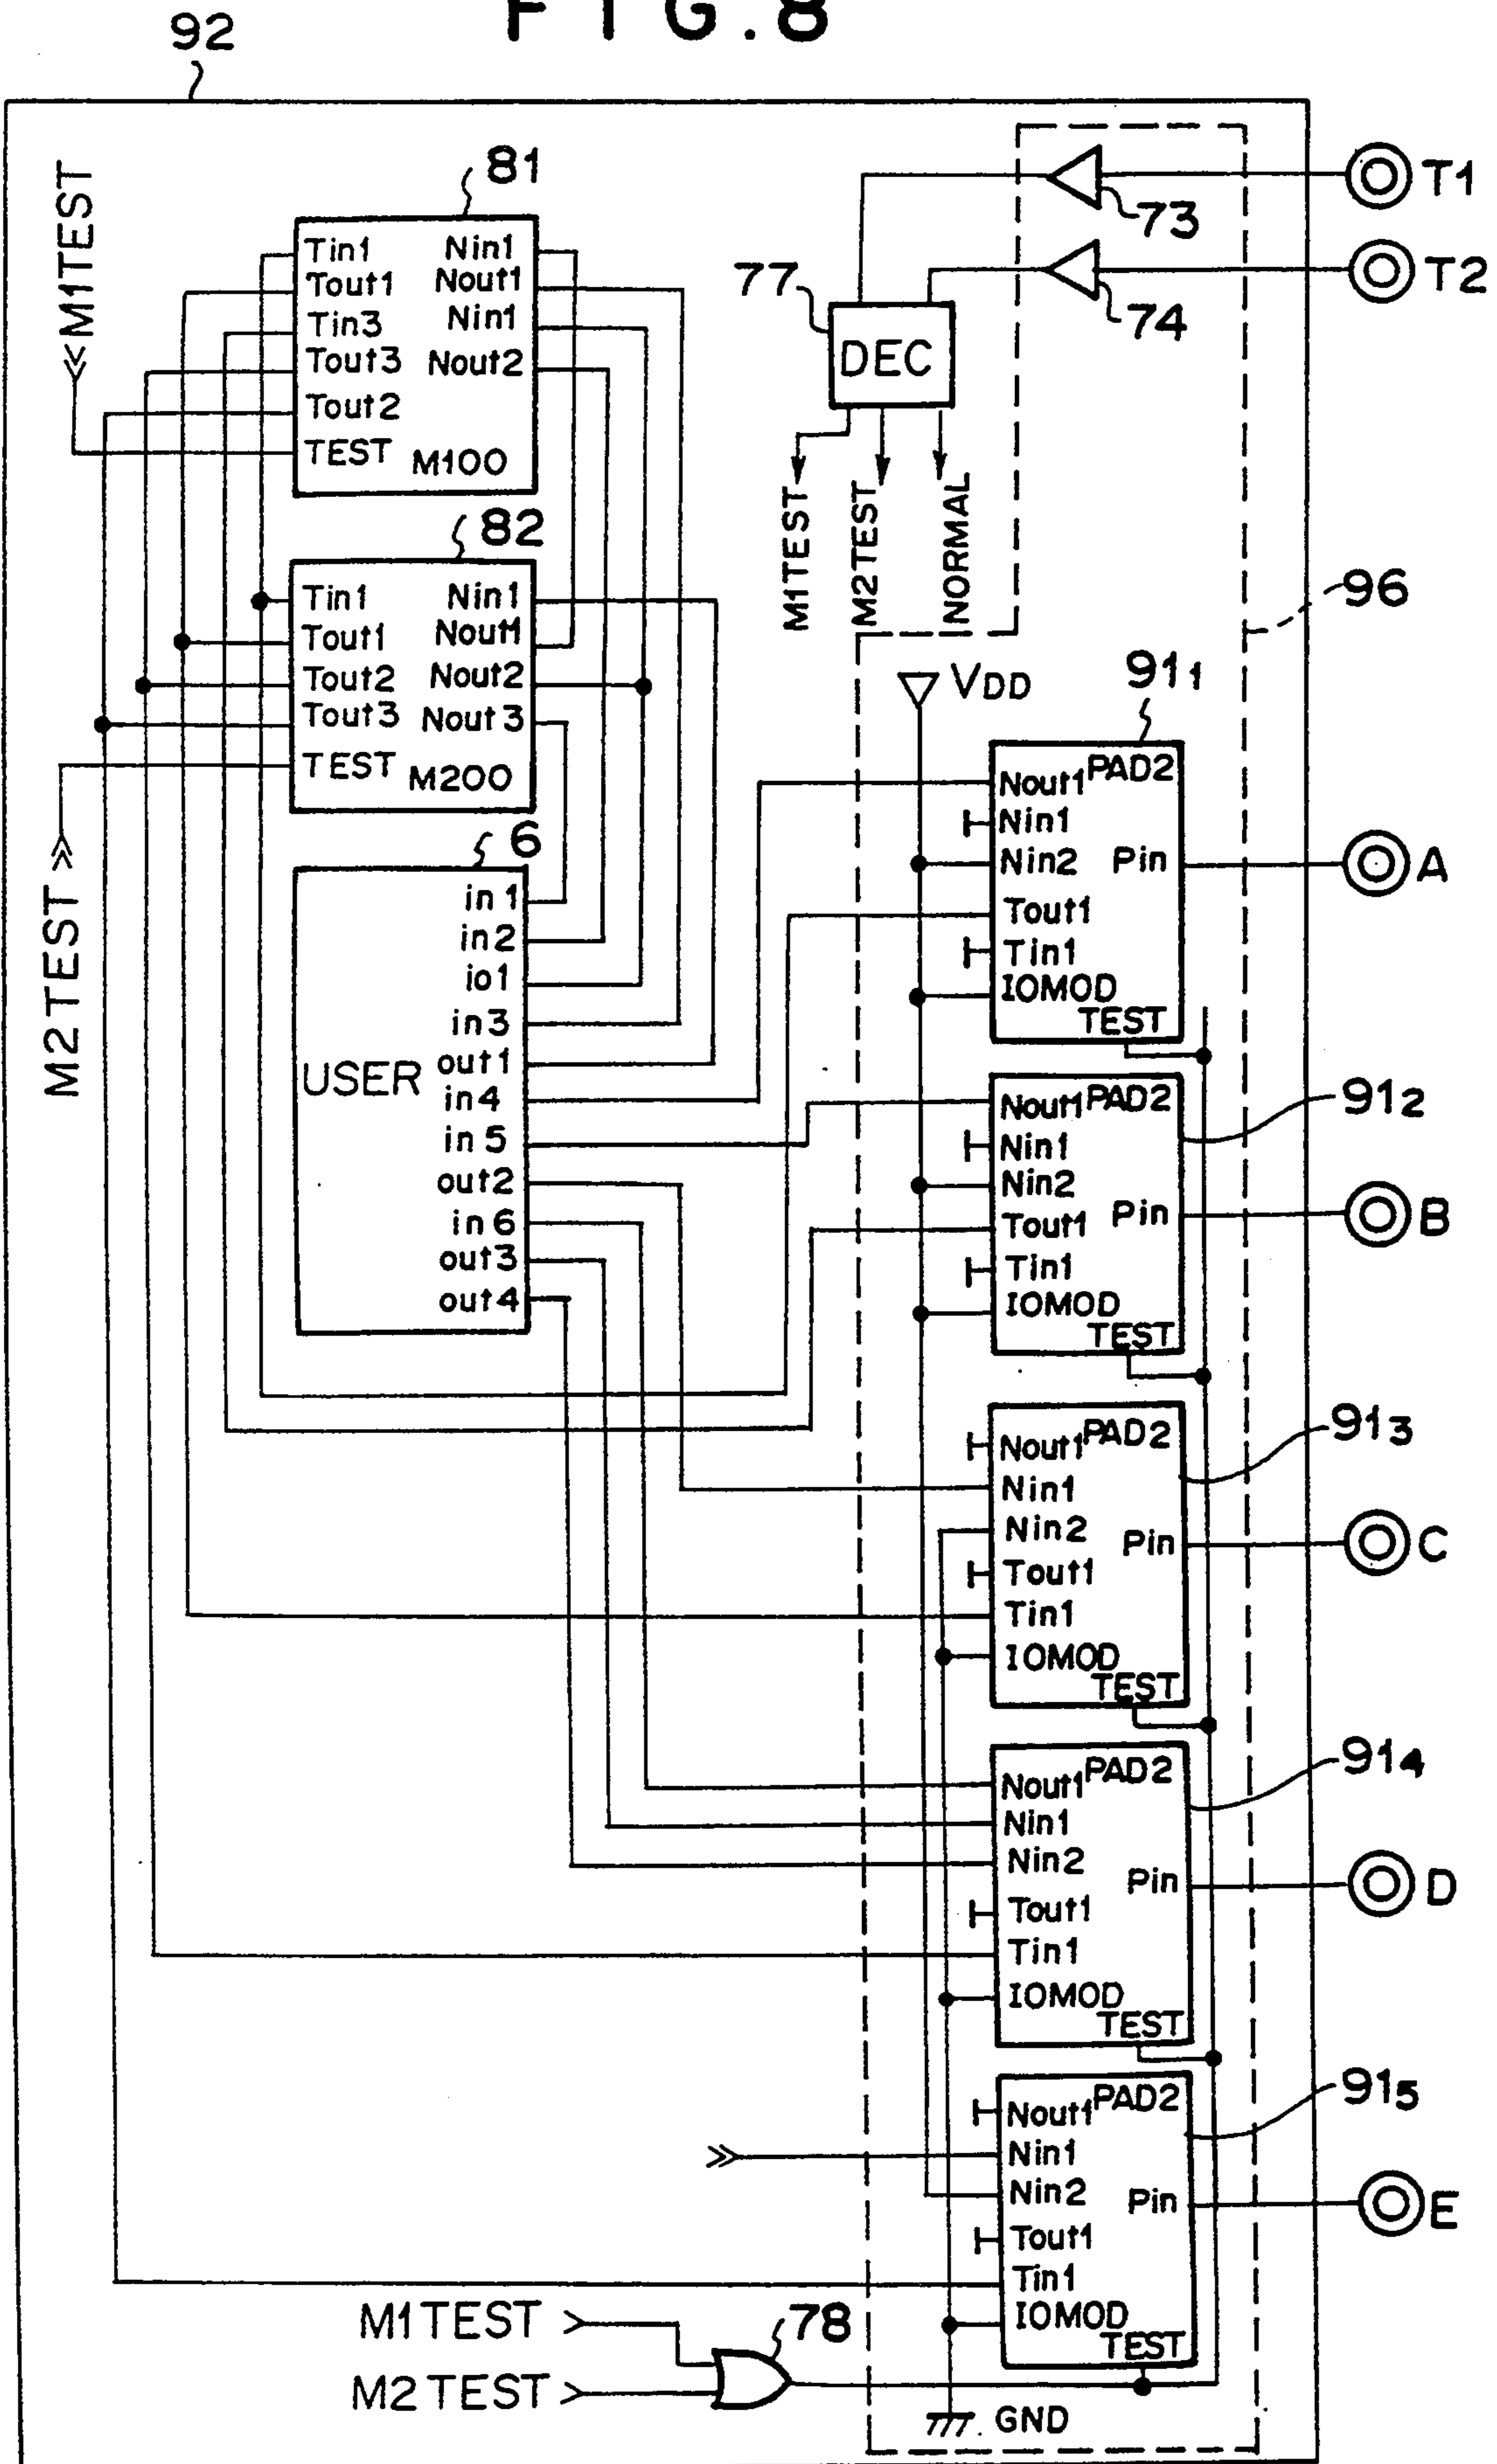 FIG.8
92
M1TEST
81
Tin1 Nin1
Tout1 Nout1
Tin3 Nin1
Tout3 Nout2
Tout2
TEST M100
82
Tin1 Nin1
Tout1 Nout1
Tout2 Nout2
Tout3 Nout3
TEST M200
M2TEST
6
USER
in1
in2
io1
in3
out1
in4
in5
out2
in6
out3
out4
T1
73
T2
74
77
DEC
M1TEST
M2TEST
NORMAL
96
VDD
911
Nout1 PAD2
Nin1
Nin2 Pin
Tout1
Tin1
IOMOD
TEST
A
912
Nout1 PAD2
Nin1
Nin2
Tout1 Pin
Tin1
IOMOD
TEST
B
913
Nout1 PAD2
Nin1
Nin2 Pin
Tout1
Tin1
IOMOD
TEST
C
914
Nout1 PAD2
Nin1
Nin2 Pin
Tout1
Tin1
IOMOD
TEST
D
915
Nout1 PAD2
Nin1
Nin2 Pin
Tout1
Tin1
IOMOD
TEST
E
M1TEST
78
M2TEST
GND